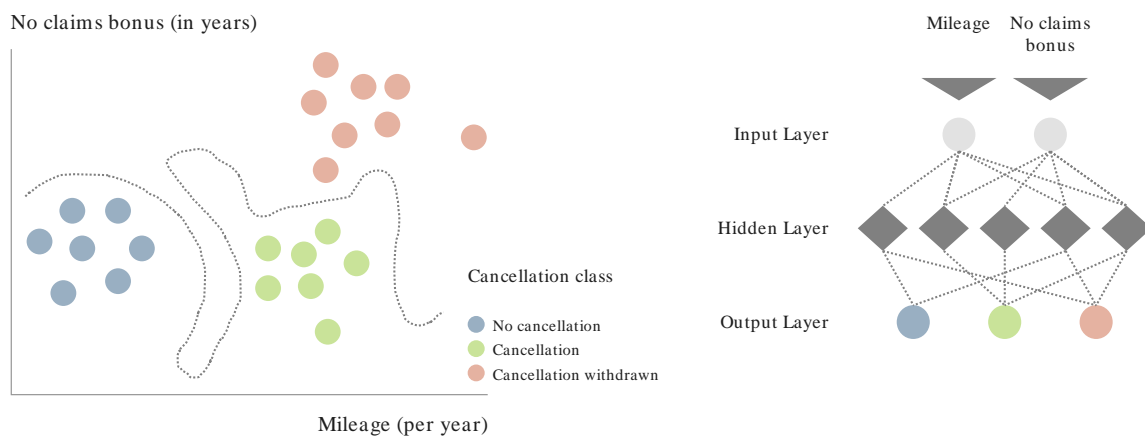 No claims bonus (in years)
Cancellation class
No cancellation
Cancellation
Cancellation withdrawn
Mileage (per year)
Mileage
No claims
bonus
Input Layer
Hidden Layer
Output Layer